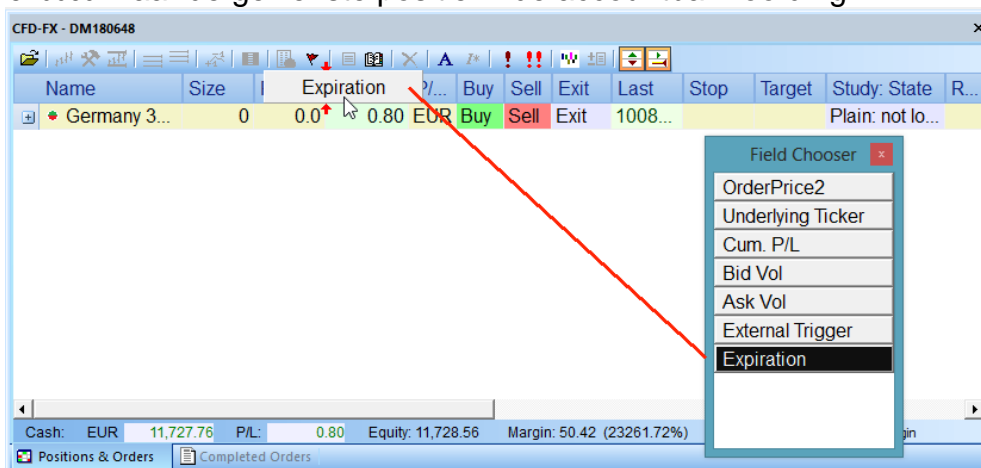 CFD-FX - DM180648
Name Size Expiration P/... Buy Sell Exit Last Stop Target Study: State R...
Germany 3... 0 0.0 0.80 EUR Buy Sell Exit 1008... Plain: not lo...
Field Chooser
OrderPrice2
Underlying Ticker
Cum. P/L
Bid Vol
Ask Vol
External Trigger
Expiration
Cash: EUR 11,727.76 P/L: 0.80 Equity: 11,728.56 Margin: 50.42 (23261.72%)
Positions & Orders Completed Orders